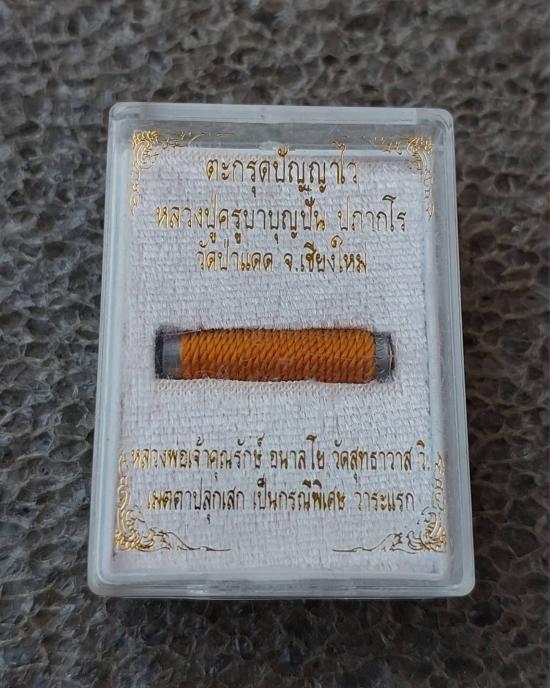 ตะกรุดปัญญาไว
หลวงปู่ครูบาบุญปั๋น ปภากโร
วัดป่าแดด จ.เชียงใหม่
หลวงพ่อเจ้าคุณรักษ์ อนาลโย วัดสุทธาวาส วิ.
เมตตาปลุกเสก เป็นกรณีพิเศษ วาระแรก